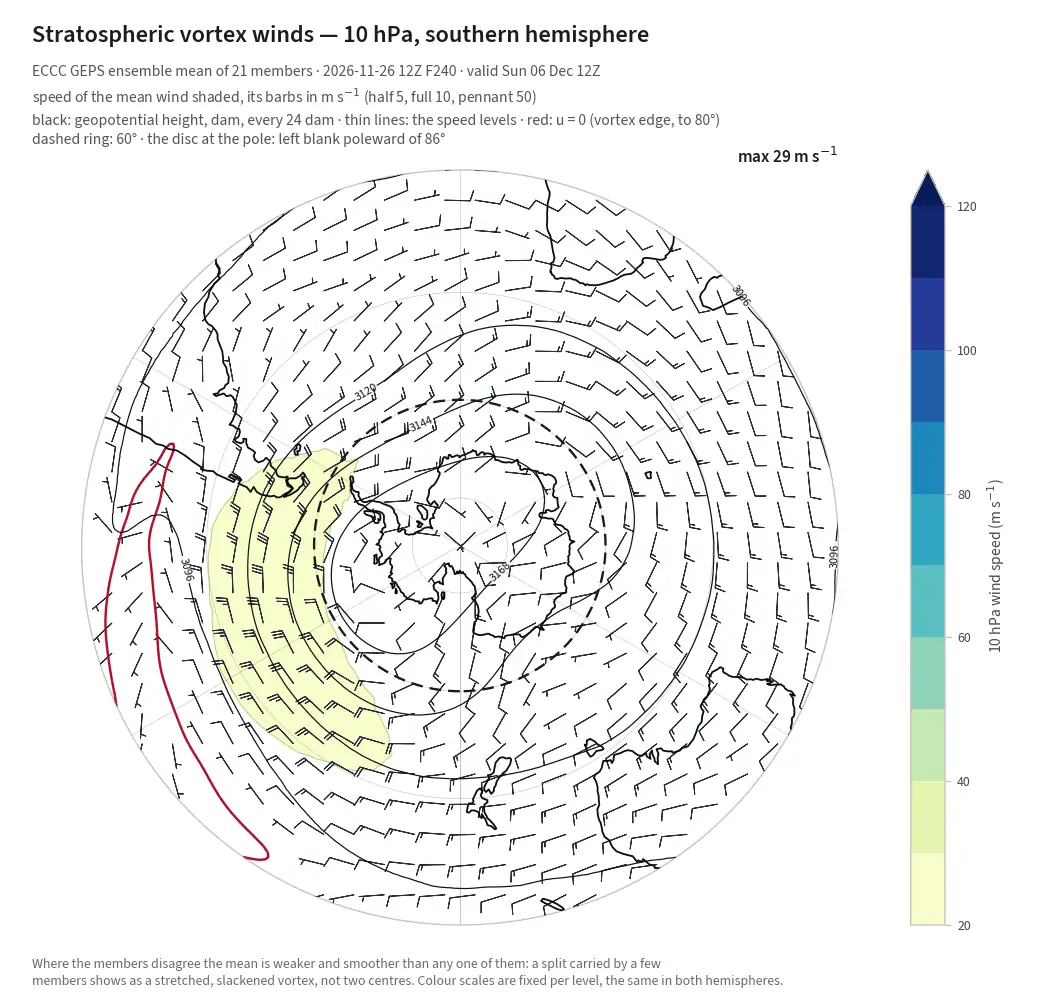 Stratospheric vortex winds — 10 hPa, southern hemisphere
ECCC GEPS ensemble mean of 21 members · 2026-11-26 12Z F240 · valid Sun 06 Dec 12Z
speed of the mean wind shaded, its barbs in m s⁻¹ (half 5, full 10, pennant 50)
black: geopotential height, dam, every 24 dam · thin lines: the speed levels · red: u = 0 (vortex edge, to 80°)
dashed ring: 60° · the disc at the pole: left blank poleward of 86°
max 29 m s⁻¹
120
100
80
60
40
20
10 hPa wind speed (m s⁻¹)
3096
3120
3144
3096
3096
3168
Where the members disagree the mean is weaker and smoother than any one of them: a split carried by a few
members shows as a stretched, slackened vortex, not two centres. Colour scales are fixed per level, the same in both hemispheres.